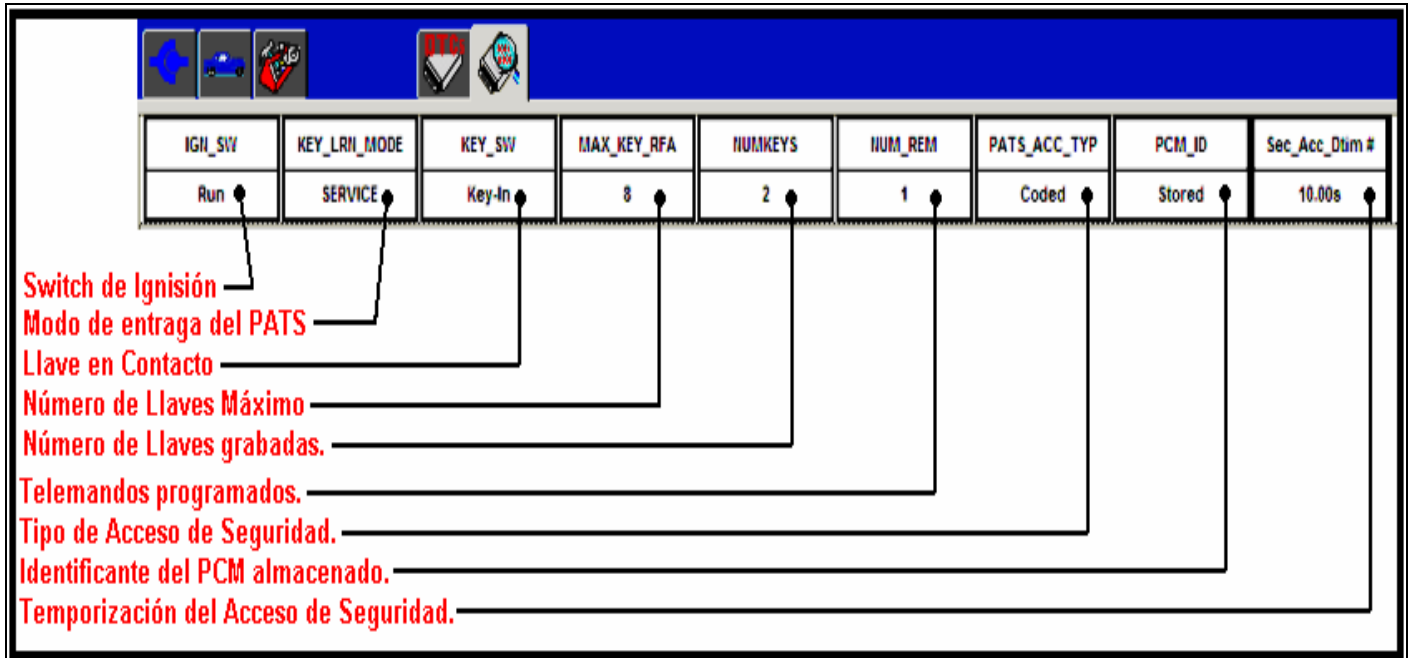 DTCs
IGN_SW KEY_LRN_MODE KEY_SW MAX_KEY_RFA NUMKEYS NUM_REM PATS_ACC_TYP PCM_ID Sec_Acc_Dtim #
Run SERVICE Key-In 8 2 1 Coded Stored 10.00s
Switch de Ignisión
Modo de entraga del PATS
Llave en Contacto
Número de Llaves Máximo
Número de Llaves grabadas.
Telemandos programados.
Tipo de Acceso de Seguridad.
Identificante del PCM almacenado.
Temporización del Acceso de Seguridad.